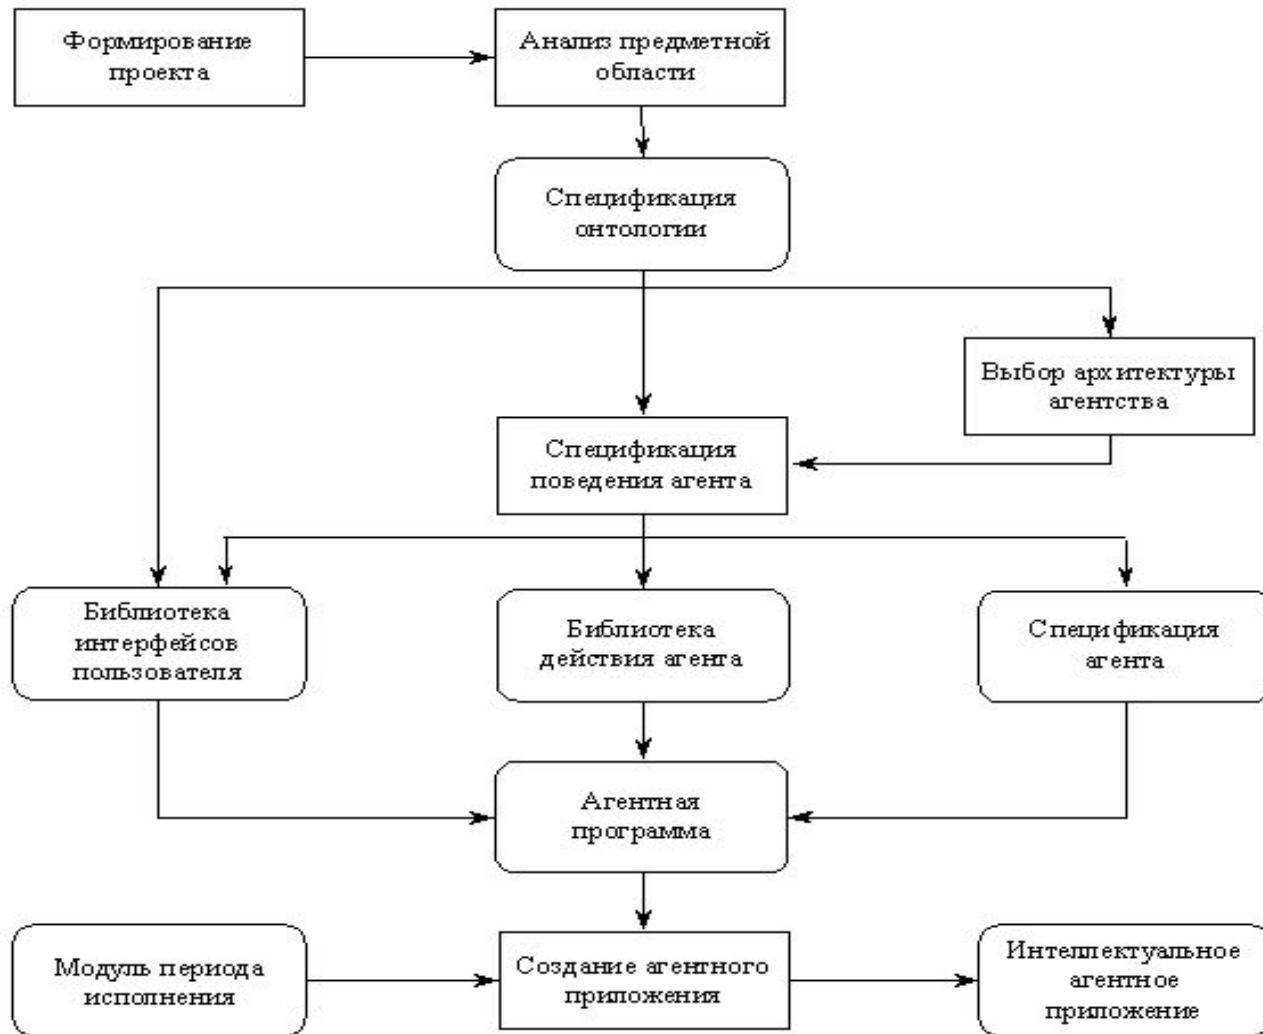 Формирование
проекта
Анализ предметной
области
Спецификация
онтологии
Выбор архитектуры
агентства
Спецификация
поведения агента
Библиотека
интерфейсов
пользователя
Библиотека
действия агента
Спецификация
агента
Агентная
программа
Модуль периода
исполнения
Создание агентного
приложения
Интеллектуальное
агентное
приложение